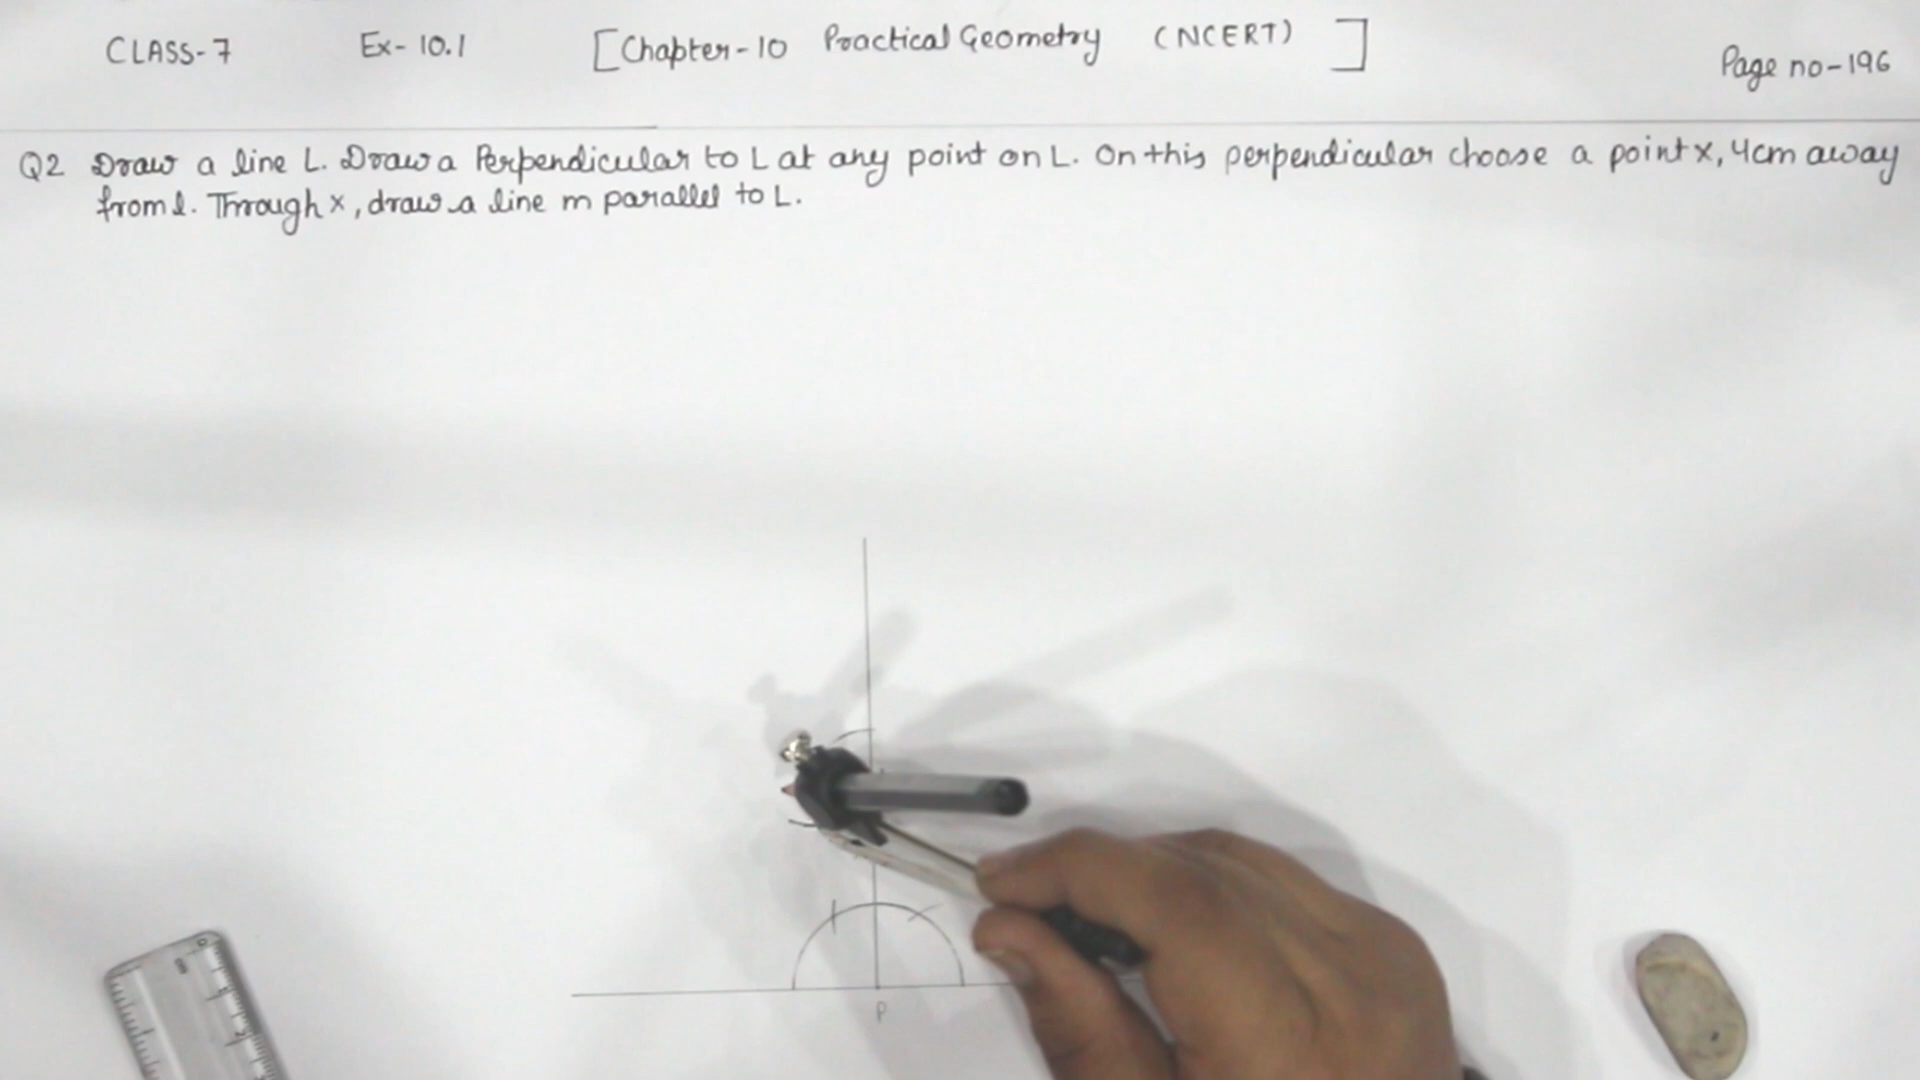 CLASS-7 Ex-10.1 [Chapter-10 Practical Geometry (NCERT)] Page no-196
Q2 Draw a line L. Draw a Perpendicular to L at any point on L. On this perpendicular choose a point x, 4cm away
from l. Through x, draw a line m parallel to L.
P